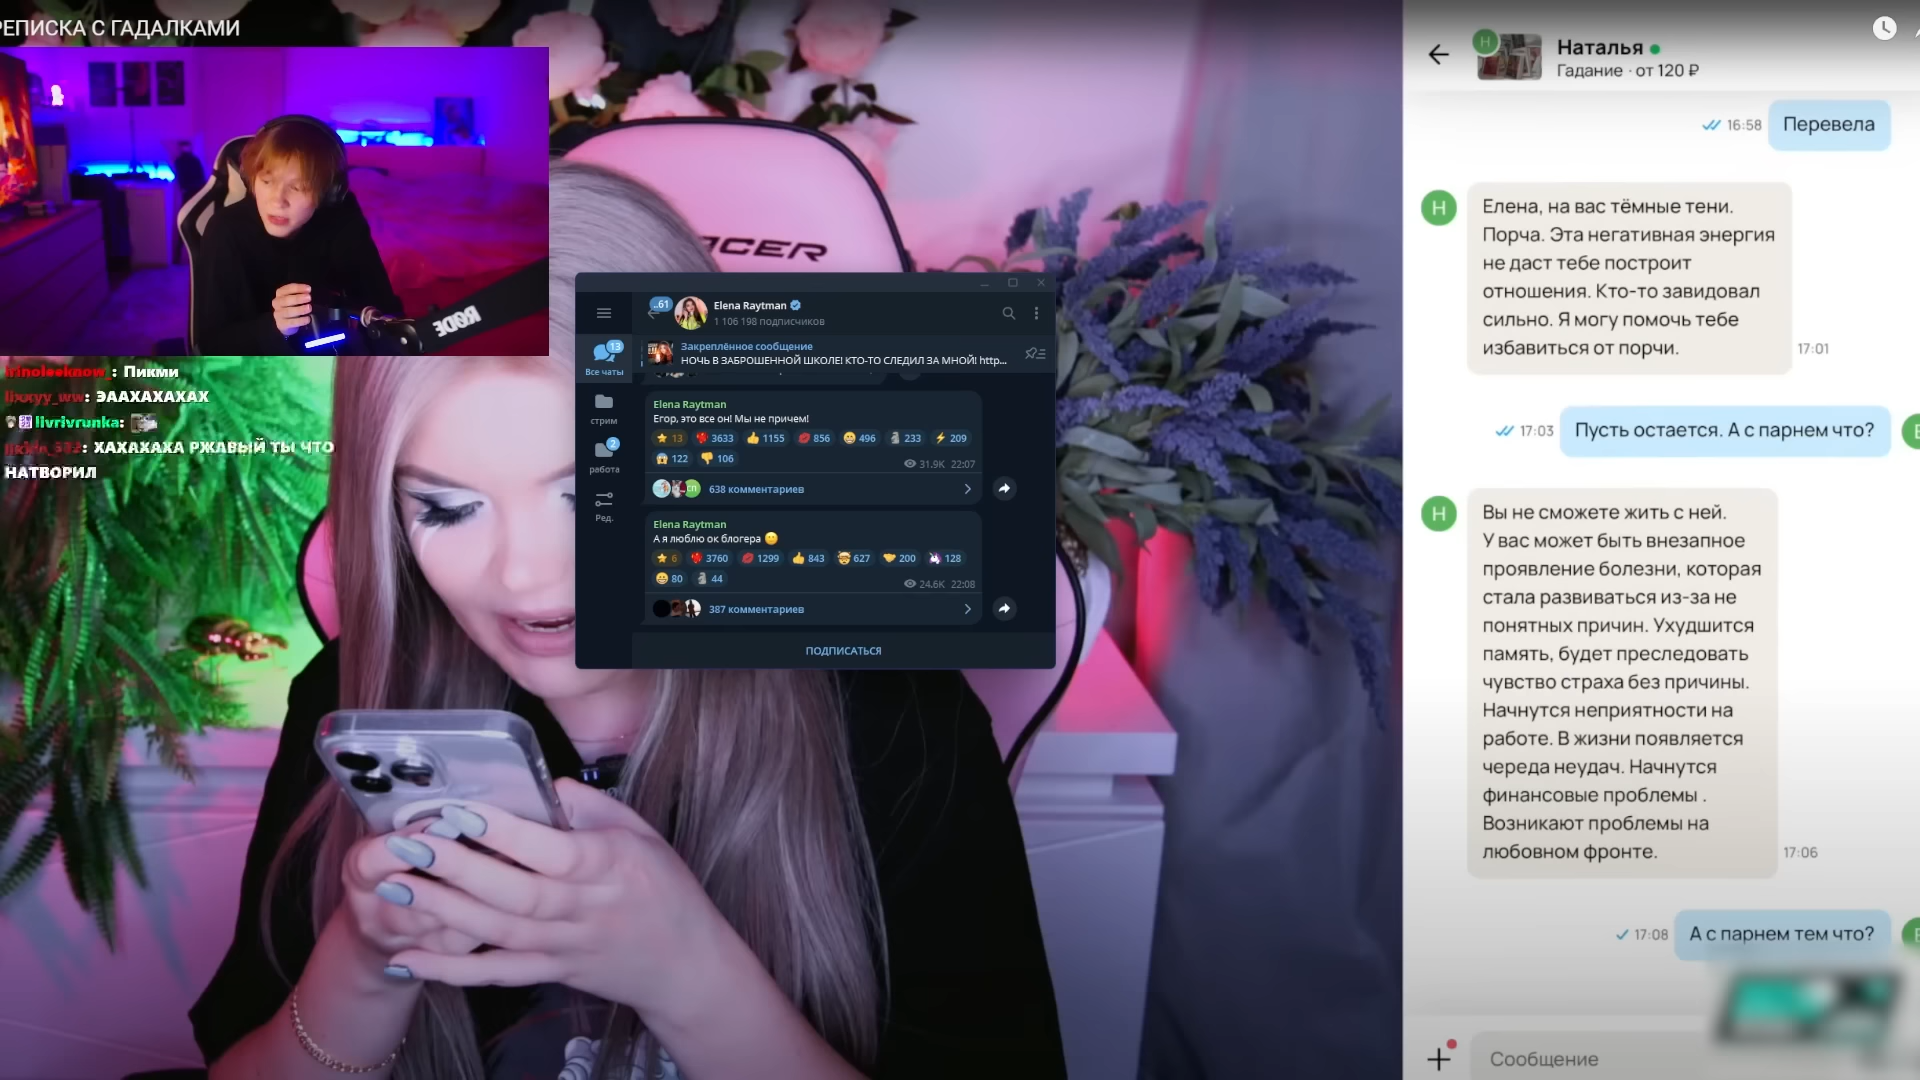 РЕПИСКА С ГАДАЛКАМИ
: Пикми
lixxyy_ww: ЭААХАХАХАХ
livrivrunka:
: ХАХАХАХА РЖАВЫЙ ТЫ ЧТО
НАТВОРИЛ
RODE
ACER
..61
Elena Raytman
1 106 198 подписчиков
Закреплённое сообщение
НОЧЬ В ЗАБРОШЕННОЙ ШКОЛЕ! КТО-ТО СЛЕДИЛ ЗА МНОЙ! http...
13
Все чаты
стрим
2
работа
Ред.
Elena Raytman
Егор, это все он! Мы не причем!
13 3633 1155 856 496 233 209
122 106
31.9K 22:07
638 комментариев
Elena Raytman
А я люблю ок блогера
6 3760 1299 843 627 200 128
80 44
24.6K 22:08
387 комментариев
ПОДПИСАТЬСЯ
Н
Наталья
Гадание · от 120 ₽
16:58 Перевела
Н
Елена, на вас тёмные тени.
Порча. Эта негативная энергия
не даст тебе построит
отношения. Кто-то завидовал
сильно. Я могу помочь тебе
избавиться от порчи.
17:01
17:03 Пусть остается. А с парнем что?
Н
Вы не сможете жить с ней.
У вас может быть внезапное
проявление болезни, которая
стала развиваться из-за не
понятных причин. Ухудшится
память, будет преследовать
чувство страха без причины.
Начнутся неприятности на
работе. В жизни появляется
череда неудач. Начнутся
финансовые проблемы .
Возникают проблемы на
любовном фронте.
17:06
17:08 А с парнем тем что?
Сообщение